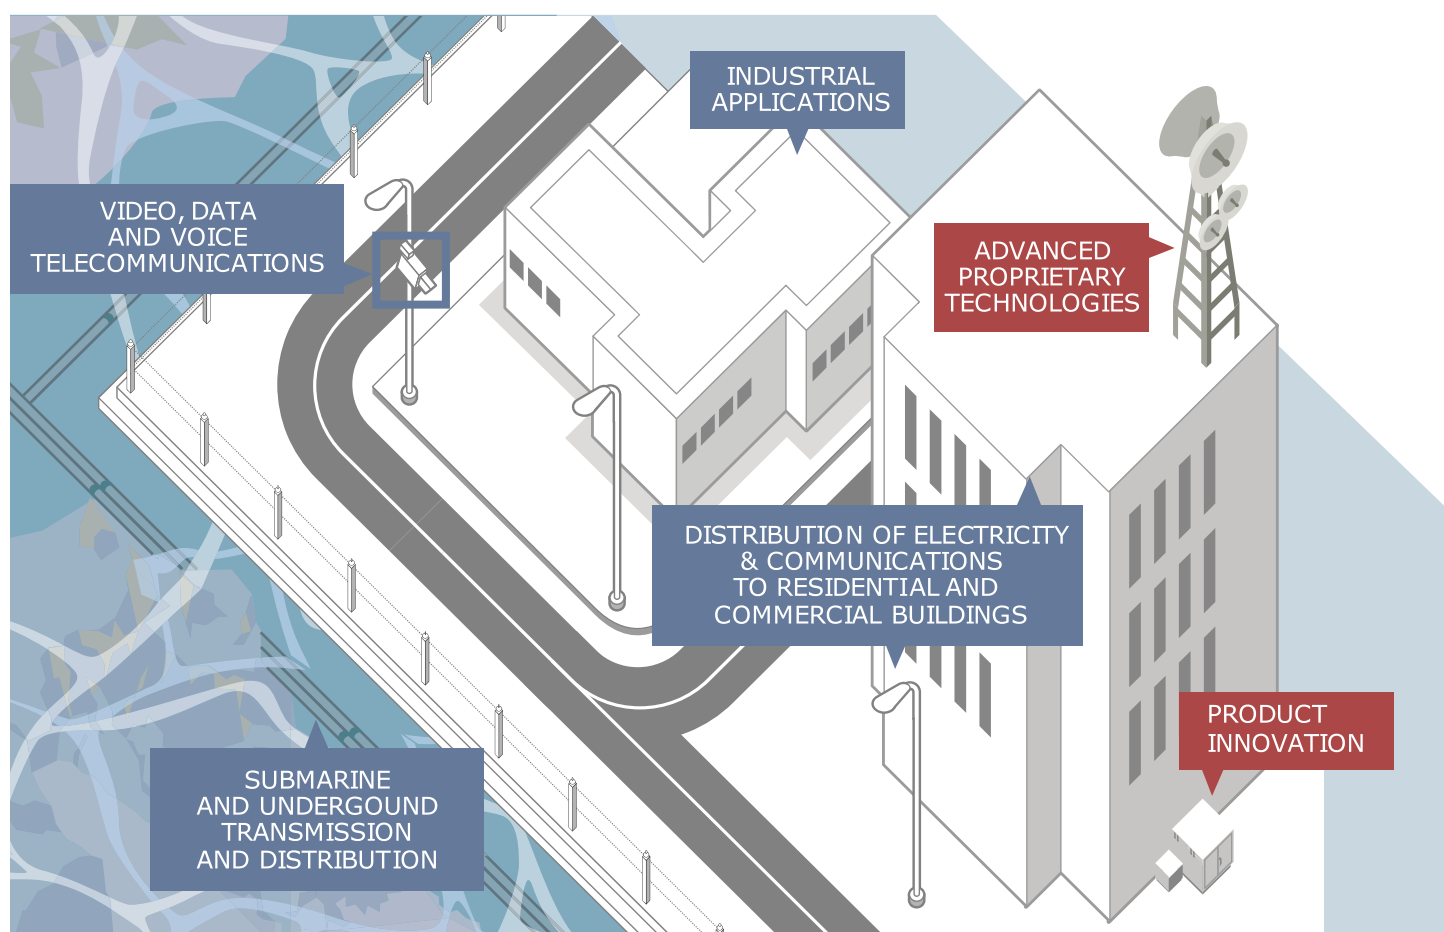 INDUSTRIAL
APPLICATIONS
VIDEO, DATA
AND VOICE
TELECOMMUNICATIONS
ADVANCED
PROPRIETARY
TECHNOLOGIES
DISTRIBUTION OF ELECTRICITY
& COMMUNICATIONS
TO RESIDENTIAL AND
COMMERCIAL BUILDINGS
PRODUCT
INNOVATION
SUBMARINE
AND UNDERGOUND
TRANSMISSION
AND DISTRIBUTION